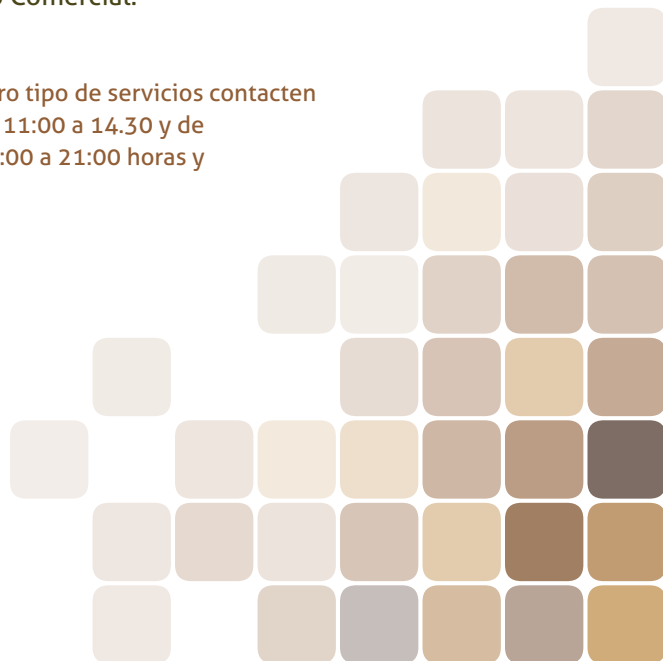 Comercial.
ro tipo de servicios contacten
11:00 a 14.30 y de
:00 a 21:00 horas y